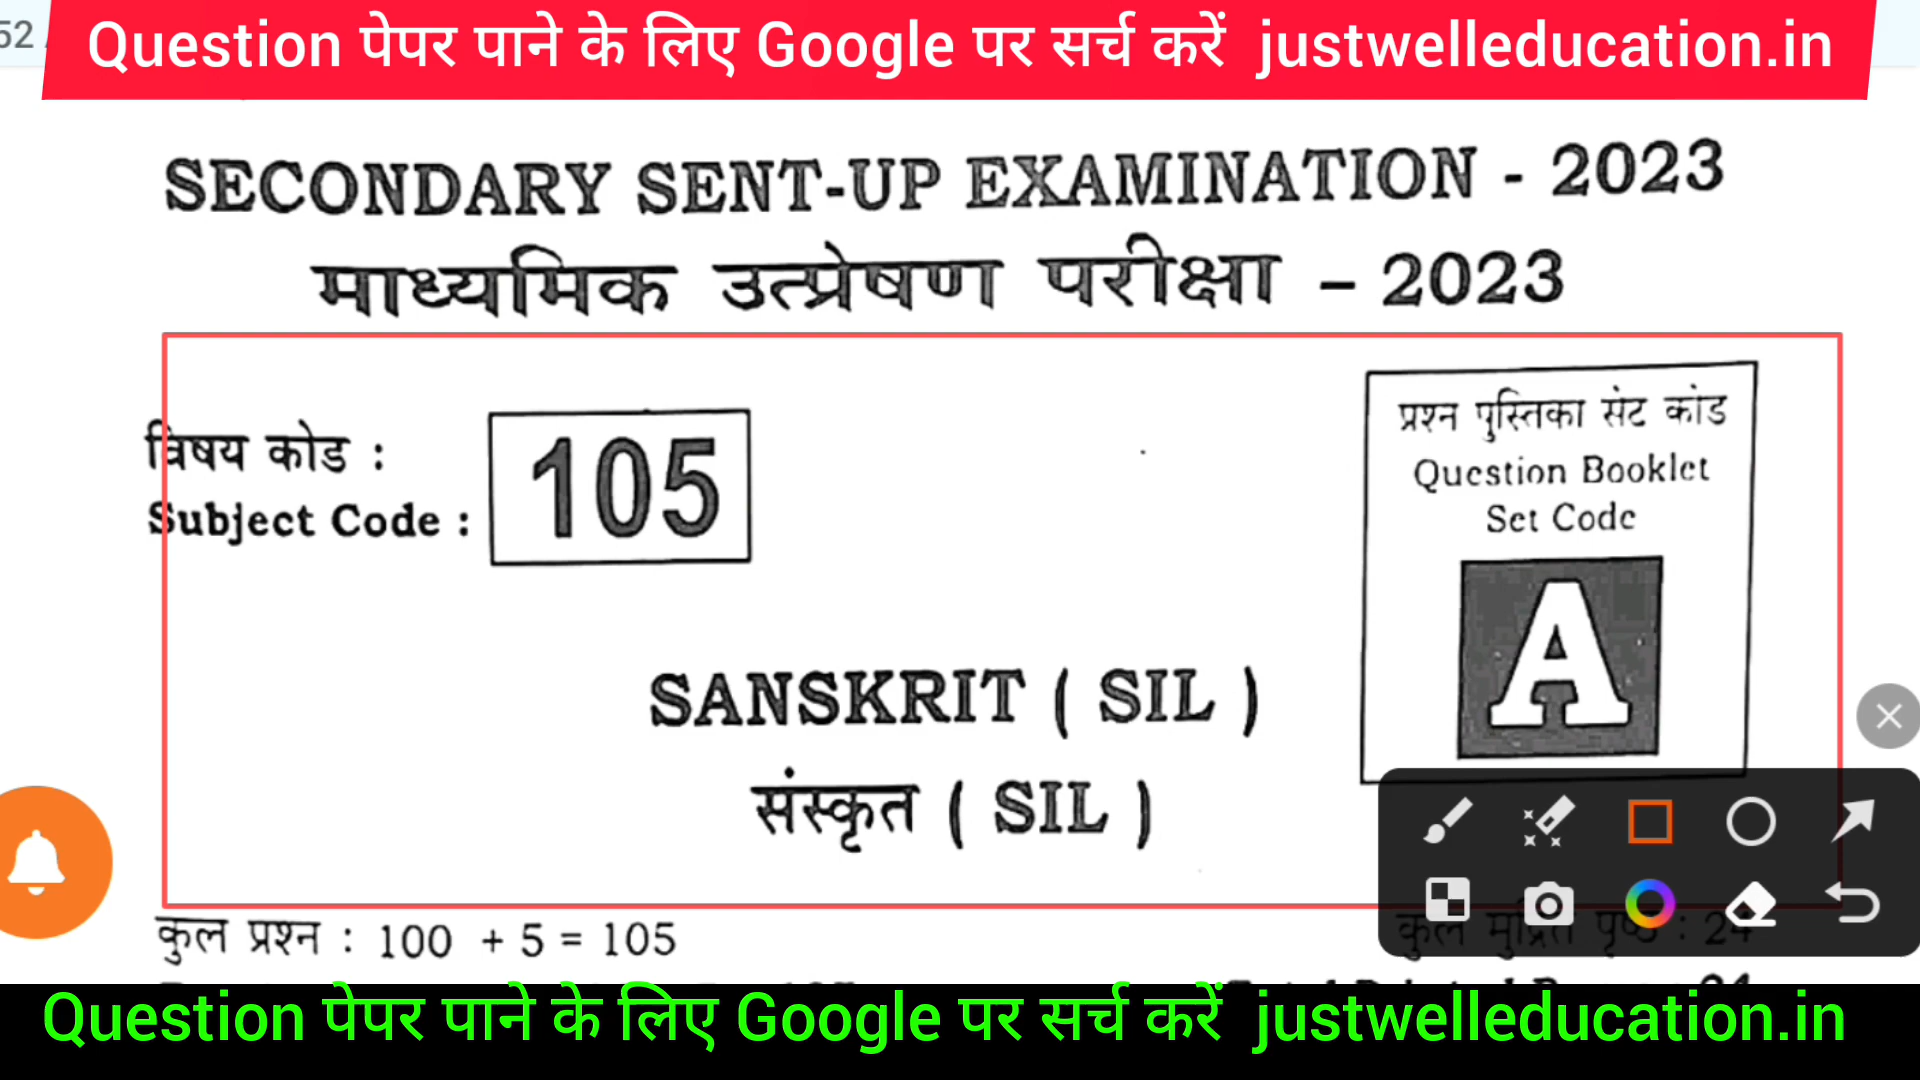 52
Question पेपर पाने के लिए Google पर सर्च करें justwelleducation.in
SECONDARY SENT-UP EXAMINATION - 2023
माध्यमिक उत्प्रेषण परीक्षा – 2023
विषय कोड :
Subject Code :
105
प्रश्न पुस्तिका सेट कोड
Question Booklet
Set Code
A
SANSKRIT ( SIL )
संस्कृत ( SIL )
कुल प्रश्न : 100 + 5 = 105
कुल मुद्रित पृष्ठ : 24
Question पेपर पाने के लिए Google पर सर्च करें justwelleducation.in